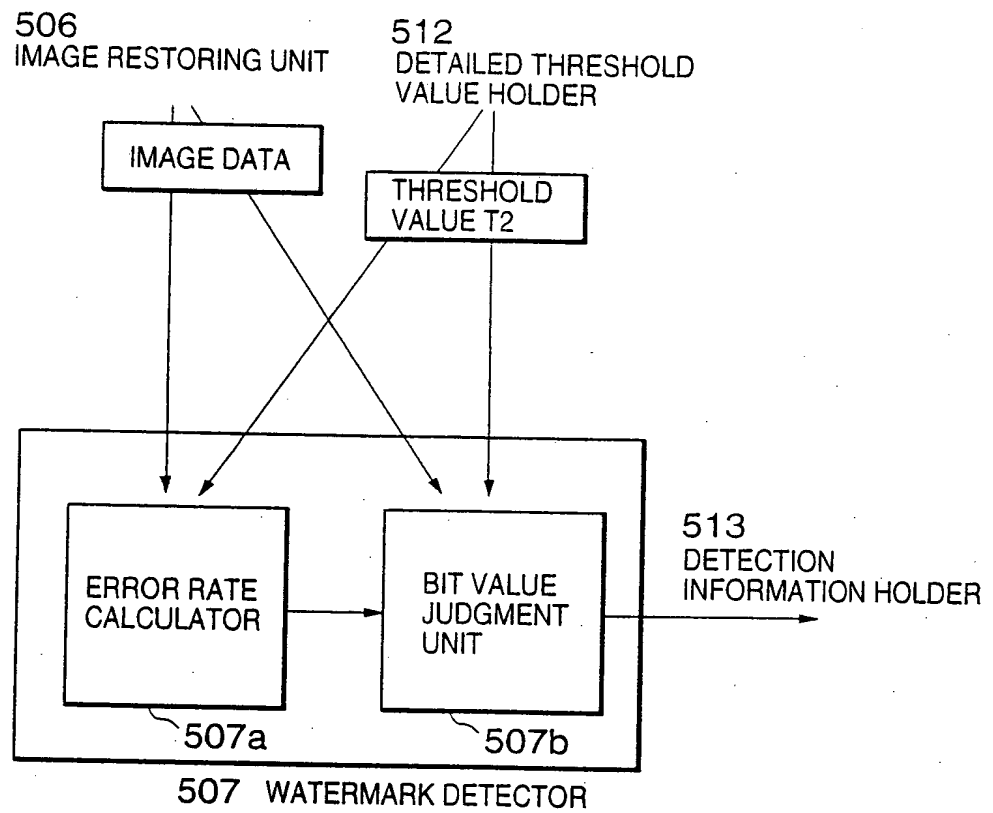 506
IMAGE RESTORING UNIT
512
DETAILED THRESHOLD
VALUE HOLDER
IMAGE DATA
THRESHOLD
VALUE T2
ERROR RATE
CALCULATOR
BIT VALUE
JUDGMENT
UNIT
513
DETECTION
INFORMATION HOLDER
507a
507b
507 WATERMARK DETECTOR